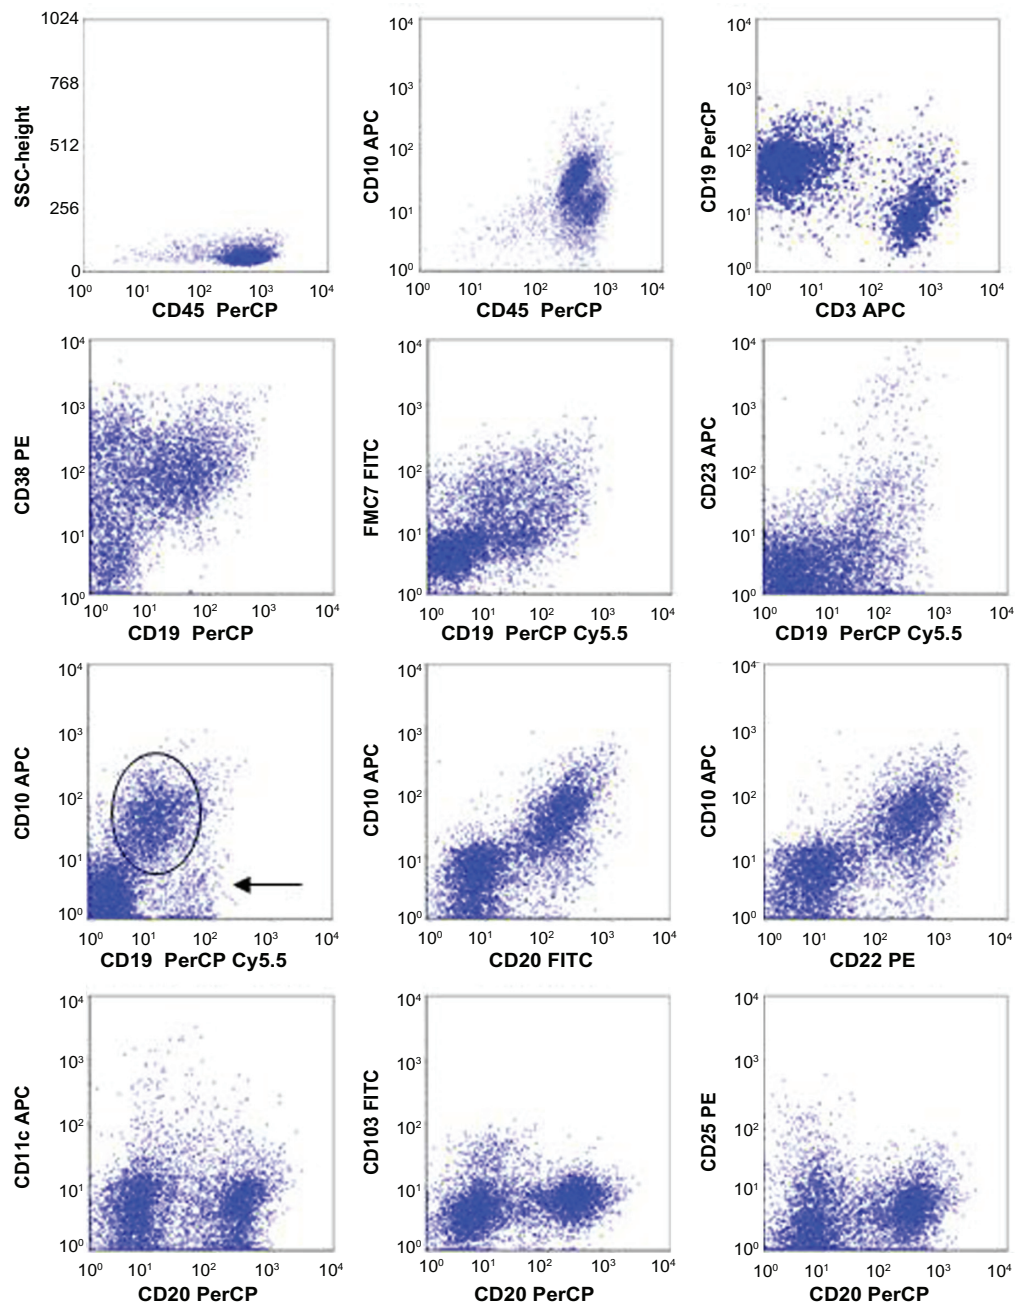 1024
768
512
256
0
SSC-height
10⁰ 10¹ 10² 10³ 10⁴
CD45 PerCP
10⁴
10³
10²
10¹
10⁰
CD10 APC
10⁰ 10¹ 10² 10³ 10⁴
CD45 PerCP
10⁴
10³
10²
10¹
10⁰
CD19 PerCP
10⁰ 10¹ 10² 10³ 10⁴
CD3 APC
10⁴
10³
10²
10¹
10⁰
CD38 PE
10⁰ 10¹ 10² 10³ 10⁴
CD19 PerCP
10⁴
10³
10²
10¹
10⁰
FMC7 FITC
10⁰ 10¹ 10² 10³ 10⁴
CD19 PerCP Cy5.5
10⁴
10³
10²
10¹
10⁰
CD23 APC
10⁰ 10¹ 10² 10³ 10⁴
CD19 PerCP Cy5.5
10⁴
10³
10²
10¹
10⁰
CD10 APC
10⁰ 10¹ 10² 10³ 10⁴
CD19 PerCP Cy5.5
10⁴
10³
10²
10¹
10⁰
CD10 APC
10⁰ 10¹ 10² 10³ 10⁴
CD20 FITC
10⁴
10³
10²
10¹
10⁰
CD10 APC
10⁰ 10¹ 10² 10³ 10⁴
CD22 PE
10⁴
10³
10²
10¹
10⁰
CD11c APC
10⁰ 10¹ 10² 10³ 10⁴
CD20 PerCP
10⁴
10³
10²
10¹
10⁰
CD103 FITC
10⁰ 10¹ 10² 10³ 10⁴
CD20 PerCP
10⁴
10³
10²
10¹
10⁰
CD25 PE
10⁰ 10¹ 10² 10³ 10⁴
CD20 PerCP